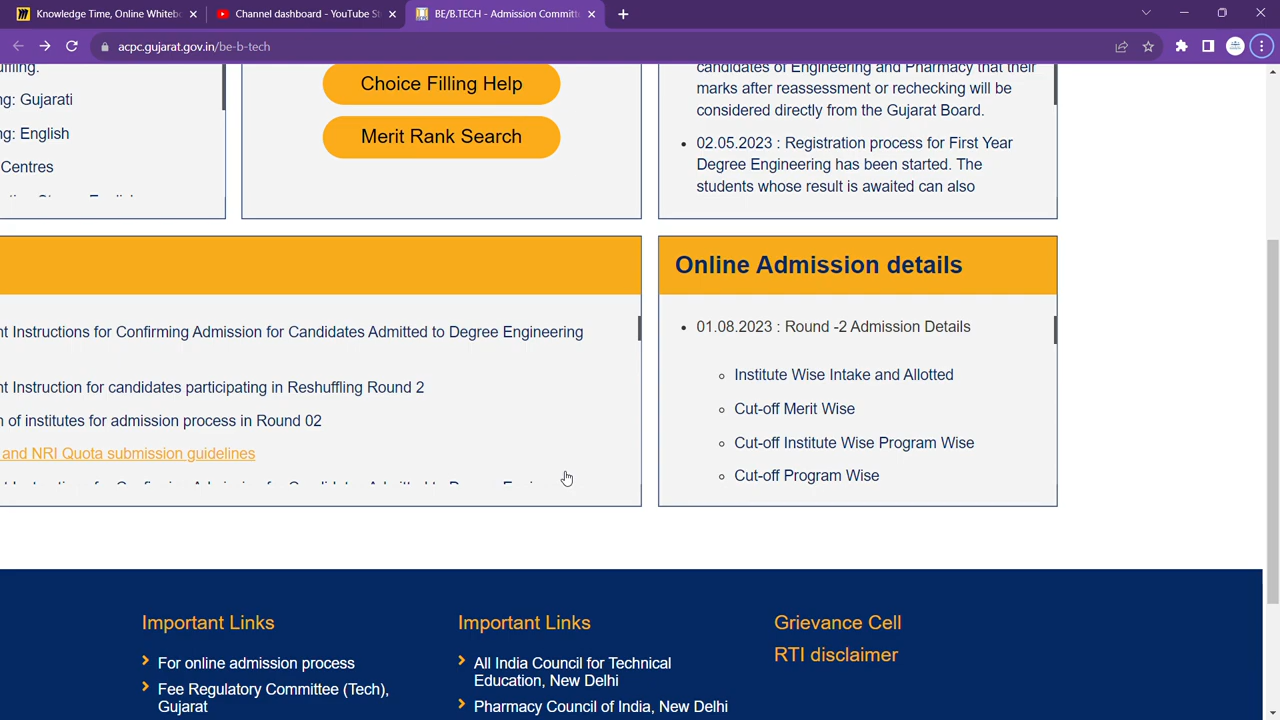 Knowledge Time, Online Whiteb
Channel dashboard - YouTube St
BE/B.TECH - Admission Committ
acpc.gujarat.gov.in/be-b-tech
ng: Gujarati
ng: English
Centres
Choice Filling Help
Merit Rank Search
candidates of Engineering and Pharmacy that their
marks after reassessment or rechecking will be
considered directly from the Gujarat Board.
02.05.2023 : Registration process for First Year
Degree Engineering has been started. The
students whose result is awaited can also
nt Instructions for Confirming Admission for Candidates Admitted to Degree Engineering
nt Instruction for candidates participating in Reshuffling Round 2
n of institutes for admission process in Round 02
and NRI Quota submission guidelines
Online Admission details
01.08.2023 : Round -2 Admission Details
Institute Wise Intake and Allotted
Cut-off Merit Wise
Cut-off Institute Wise Program Wise
Cut-off Program Wise
Important Links
For online admission process
Fee Regulatory Committee (Tech),
Gujarat
Important Links
All India Council for Technical
Education, New Delhi
Pharmacy Council of India, New Delhi
Grievance Cell
RTI disclaimer